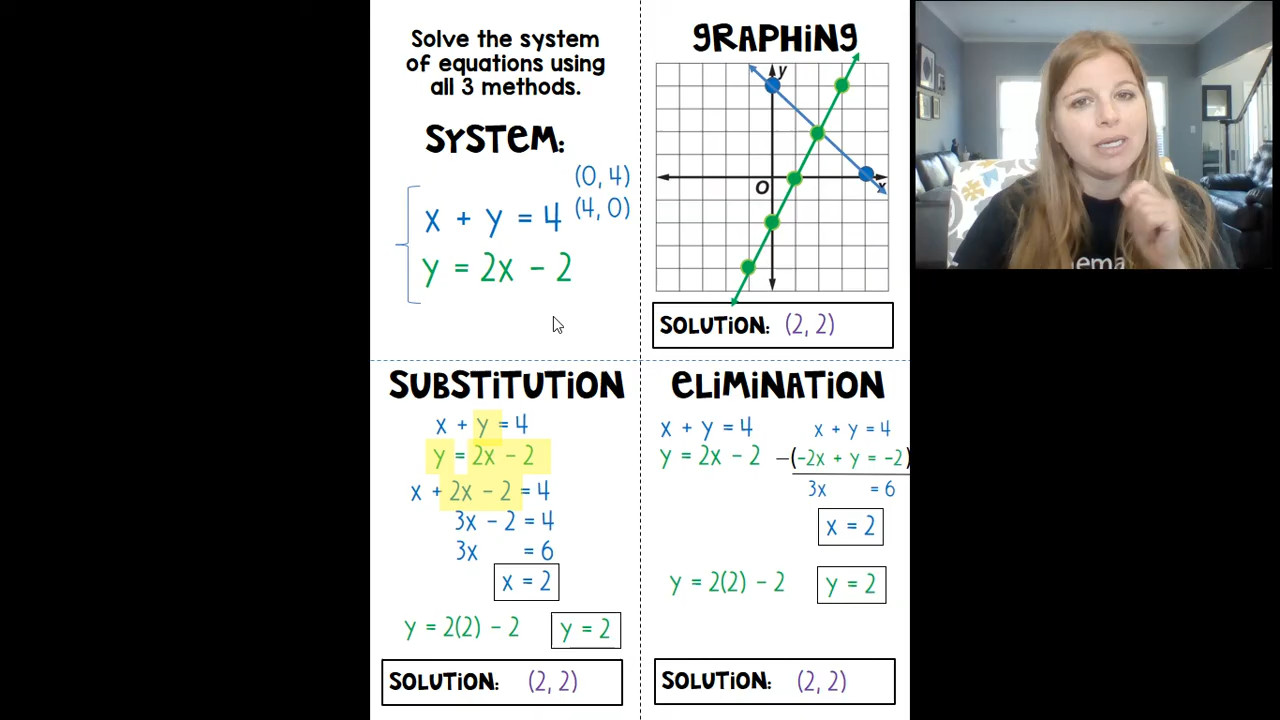 Solve the system
of equations using
all 3 methods.
SYSTEM:
(0, 4)
x + y = 4
(4, 0)
y = 2x - 2
GRAPHING
y
O
x
SOLUTION: (2, 2)
SUBSTITUTION
x + y = 4
y = 2x - 2
x + 2x - 2 = 4
3x - 2 = 4
3x = 6
x = 2
y = 2(2) - 2 y = 2
SOLUTION: (2, 2)
ELIMINATION
x + y = 4
y = 2x - 2
x + y = 4
-(-2x + y = -2)
3x = 6
x = 2
y = 2(2) - 2 y = 2
SOLUTION: (2, 2)